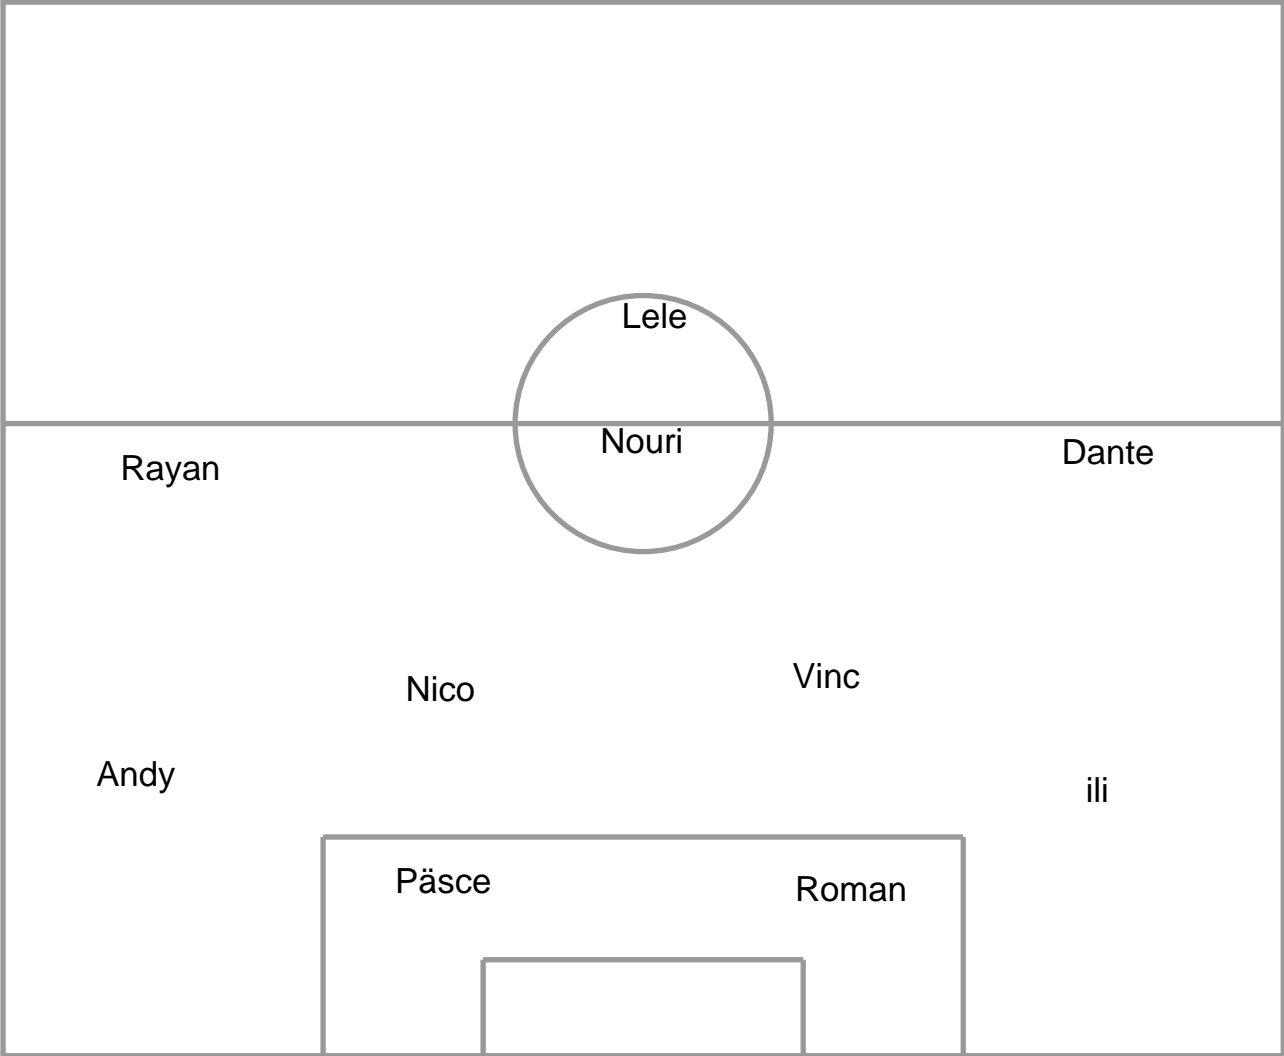 Lele
Nouri
Dante
Rayan
Vinc
Nico
Andy
ili
Päsce
Roman